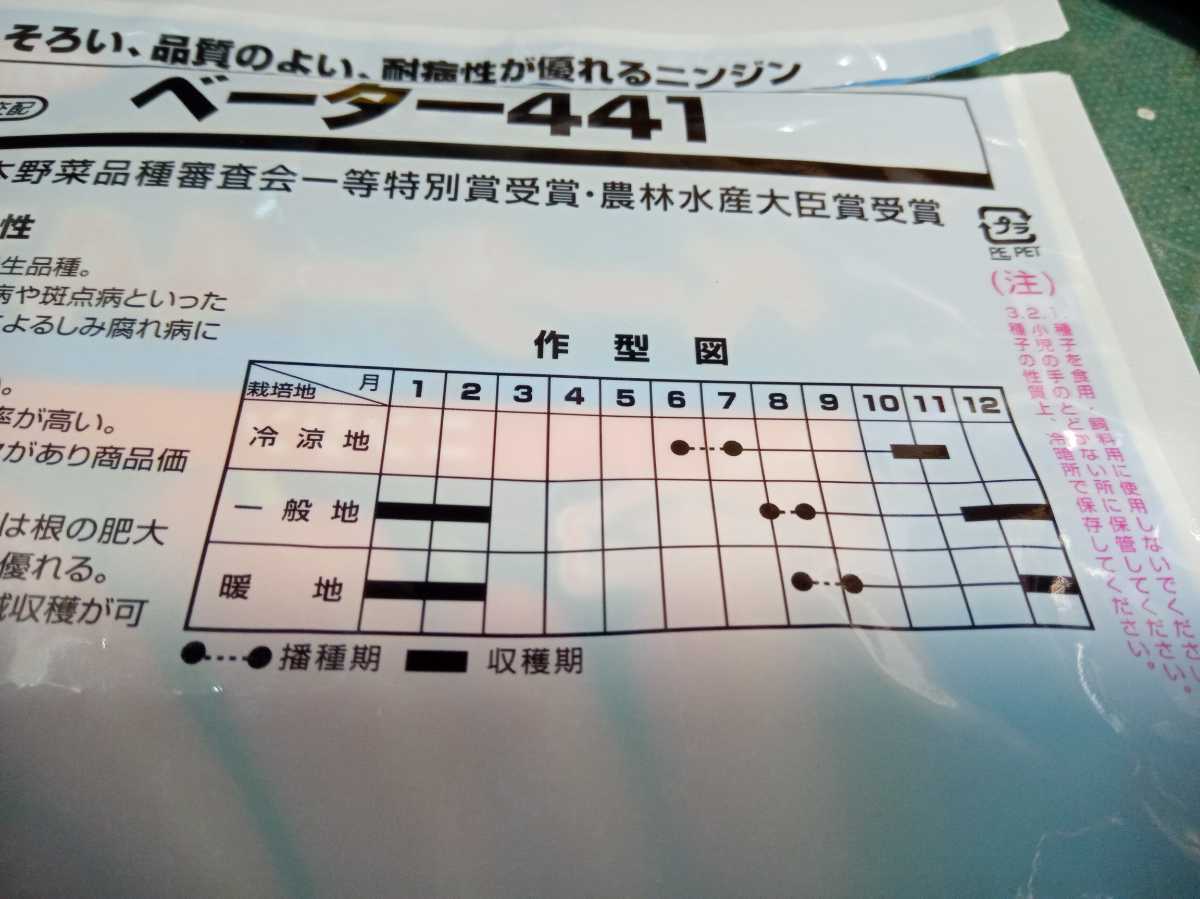 そろい、品質のよい、耐病性が優れるニンジン
交配
ベーター441
本野菜品種審査会一等特別賞受賞・農林水産大臣賞受賞
性
生品種。
病や斑点病といった
よるしみ腐れ病に
率が高い。
があり商品価
は根の肥大
優れる。
収穫が可
プラ
PE, PET
(注)
1. 種子を食用・飼料用に使用しないでください。
2. 小児の手のとどかない所に保管してください。
3. 種子の性質上、冷暗所で保存してください。
作型図
栽培地 月 1 2 3 4 5 6 7 8 9 10 11 12
冷涼地
一般地
暖地
播種期 収穫期